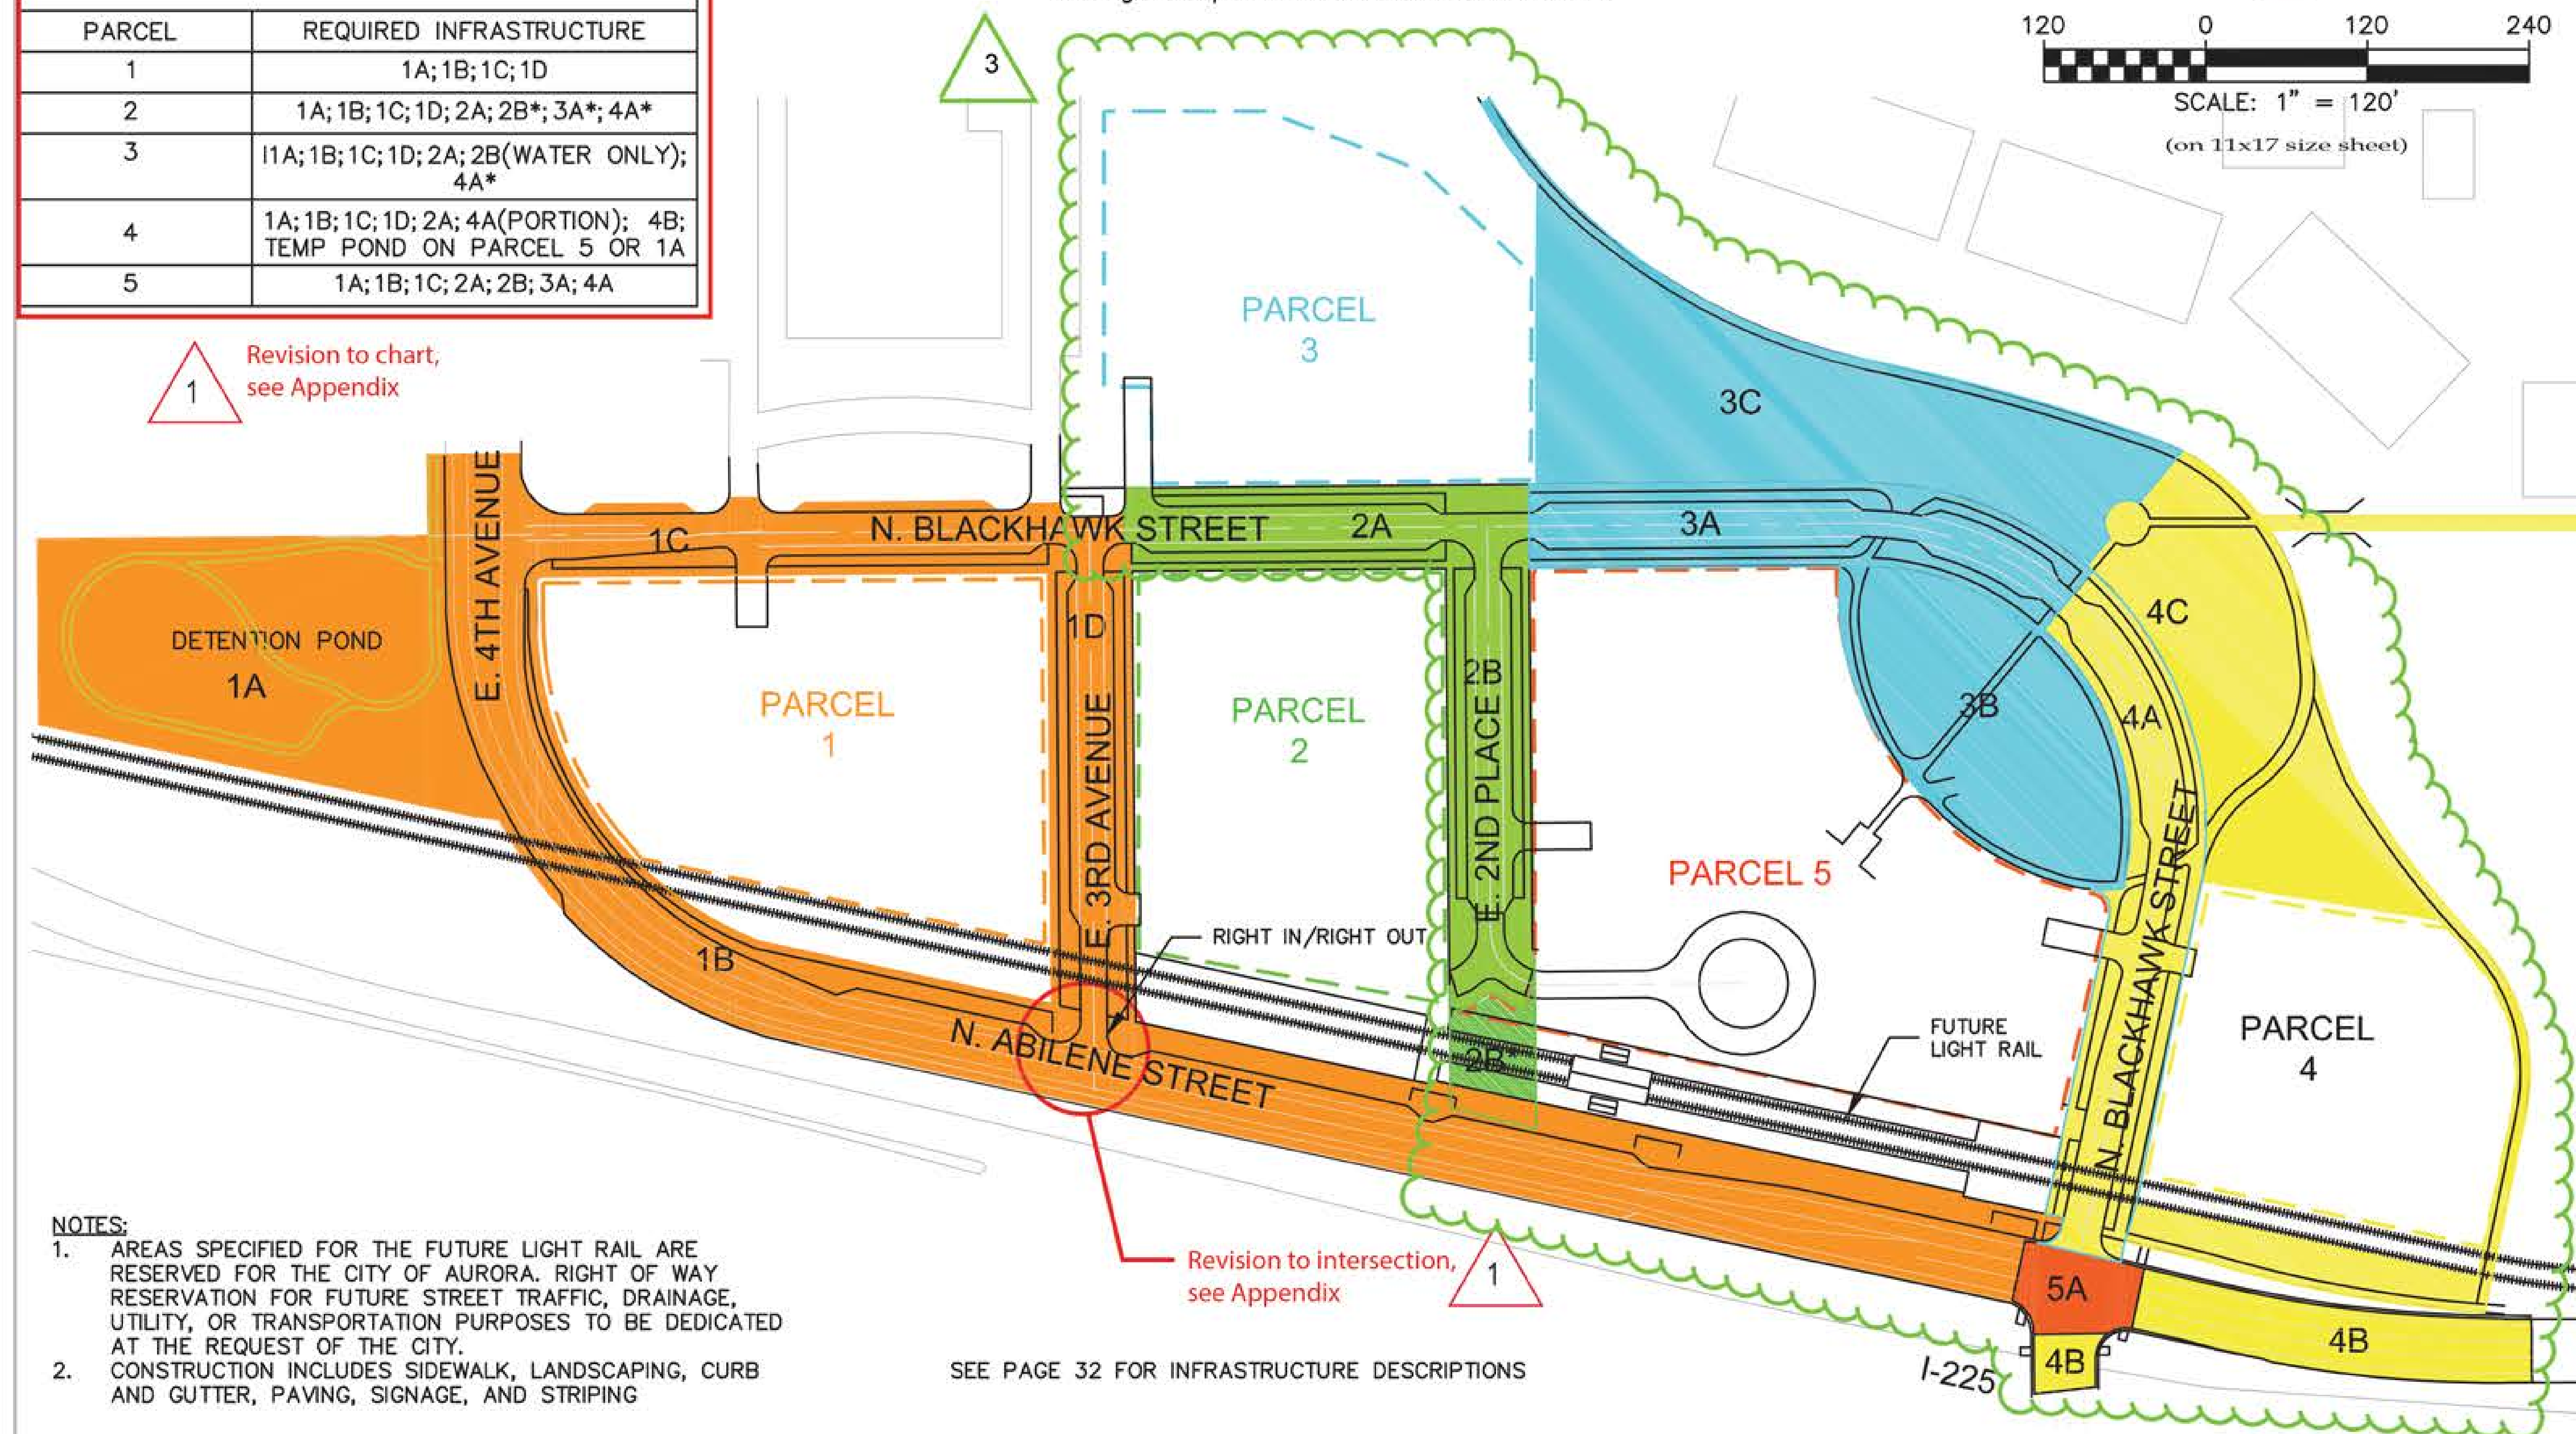 PARCEL REQUIRED INFRASTRUCTURE
1 1A; 1B; 1C; 1D
2 1A; 1B; 1C; 1D; 2A; 2B*; 3A*; 4A*
3 I1A; 1B; 1C; 1D; 2A; 2B(WATER ONLY);
4A*
4 1A; 1B; 1C; 1D; 2A; 4A(PORTION); 4B;
TEMP POND ON PARCEL 5 OR 1A
5 1A; 1B; 1C; 2A; 2B; 3A; 4A
1
Revision to chart,
see Appendix
3
120 0 120 240
SCALE: 1" = 120'
(on 11x17 size sheet)
PARCEL
3
3C
E. 4TH AVENUE
1C
N. BLACKHAWK STREET
2A
3A
DETENTION POND
1A
1D
PARCEL
1
E. 3RD AVENUE
PARCEL
2
2B
E. 2ND PLACE
3B
4C
4A
PARCEL 5
N. BLACKHAWK STREET
1B
RIGHT IN/RIGHT OUT
N. ABILENE STREET
2B*
FUTURE
LIGHT RAIL
N. BLACKHAWK STREET
PARCEL
4
5A
4B
4B
I-225
Revision to intersection,
see Appendix
1
NOTES:
1. AREAS SPECIFIED FOR THE FUTURE LIGHT RAIL ARE
RESERVED FOR THE CITY OF AURORA. RIGHT OF WAY
RESERVATION FOR FUTURE STREET TRAFFIC, DRAINAGE,
UTILITY, OR TRANSPORTATION PURPOSES TO BE DEDICATED
AT THE REQUEST OF THE CITY.
2. CONSTRUCTION INCLUDES SIDEWALK, LANDSCAPING, CURB
AND GUTTER, PAVING, SIGNAGE, AND STRIPING
SEE PAGE 32 FOR INFRASTRUCTURE DESCRIPTIONS